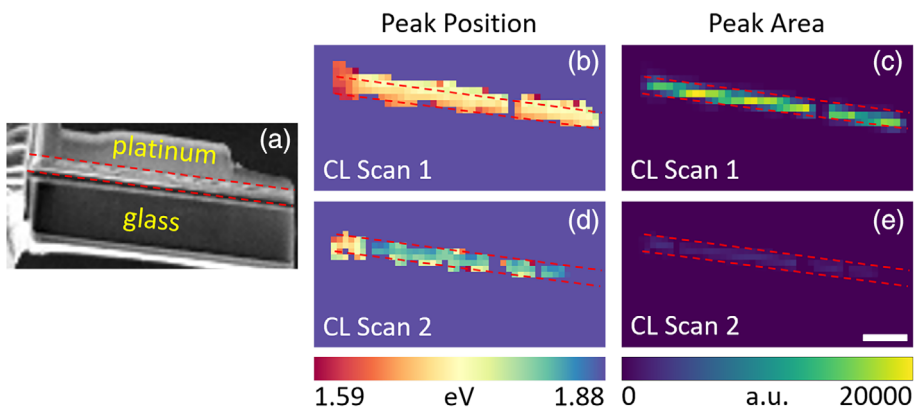 Peak Position
Peak Area
(a)
platinum
glass
(b)
CL Scan 1
(c)
CL Scan 1
(d)
CL Scan 2
(e)
CL Scan 2
1.59 eV 1.88
0 a.u. 20000